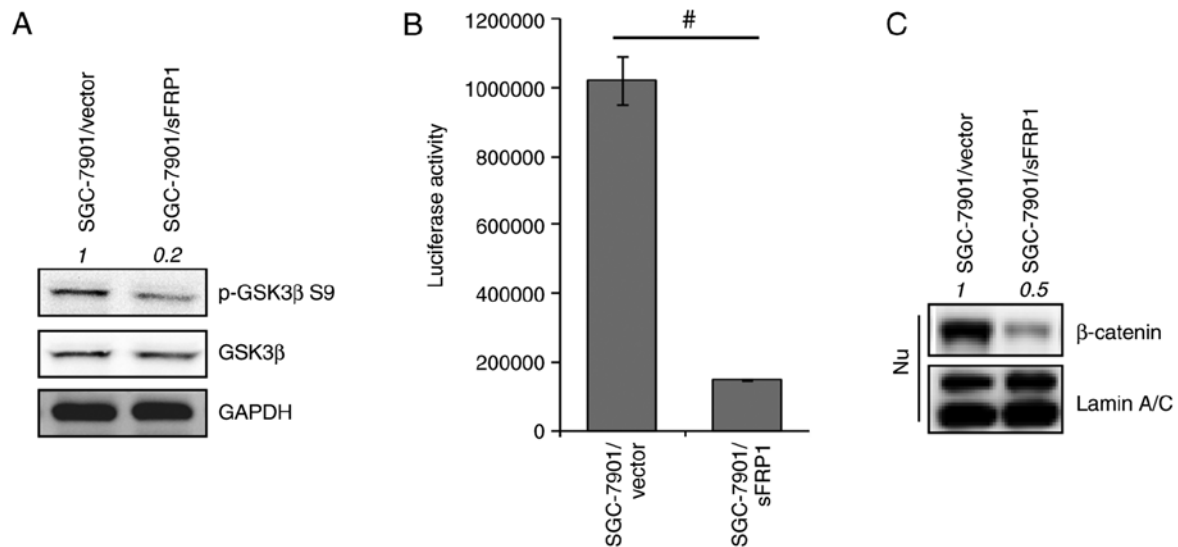 A
SGC-7901/vector
SGC-7901/sFRP1
1
0.2
p-GSK3β S9
GSK3β
GAPDH
B
1200000
1000000
800000
600000
400000
200000
0
Luciferase activity
#
SGC-7901/
vector
SGC-7901/
sFRP1
C
SGC-7901/vector
SGC-7901/sFRP1
1
0.5
Nu
β-catenin
Lamin A/C